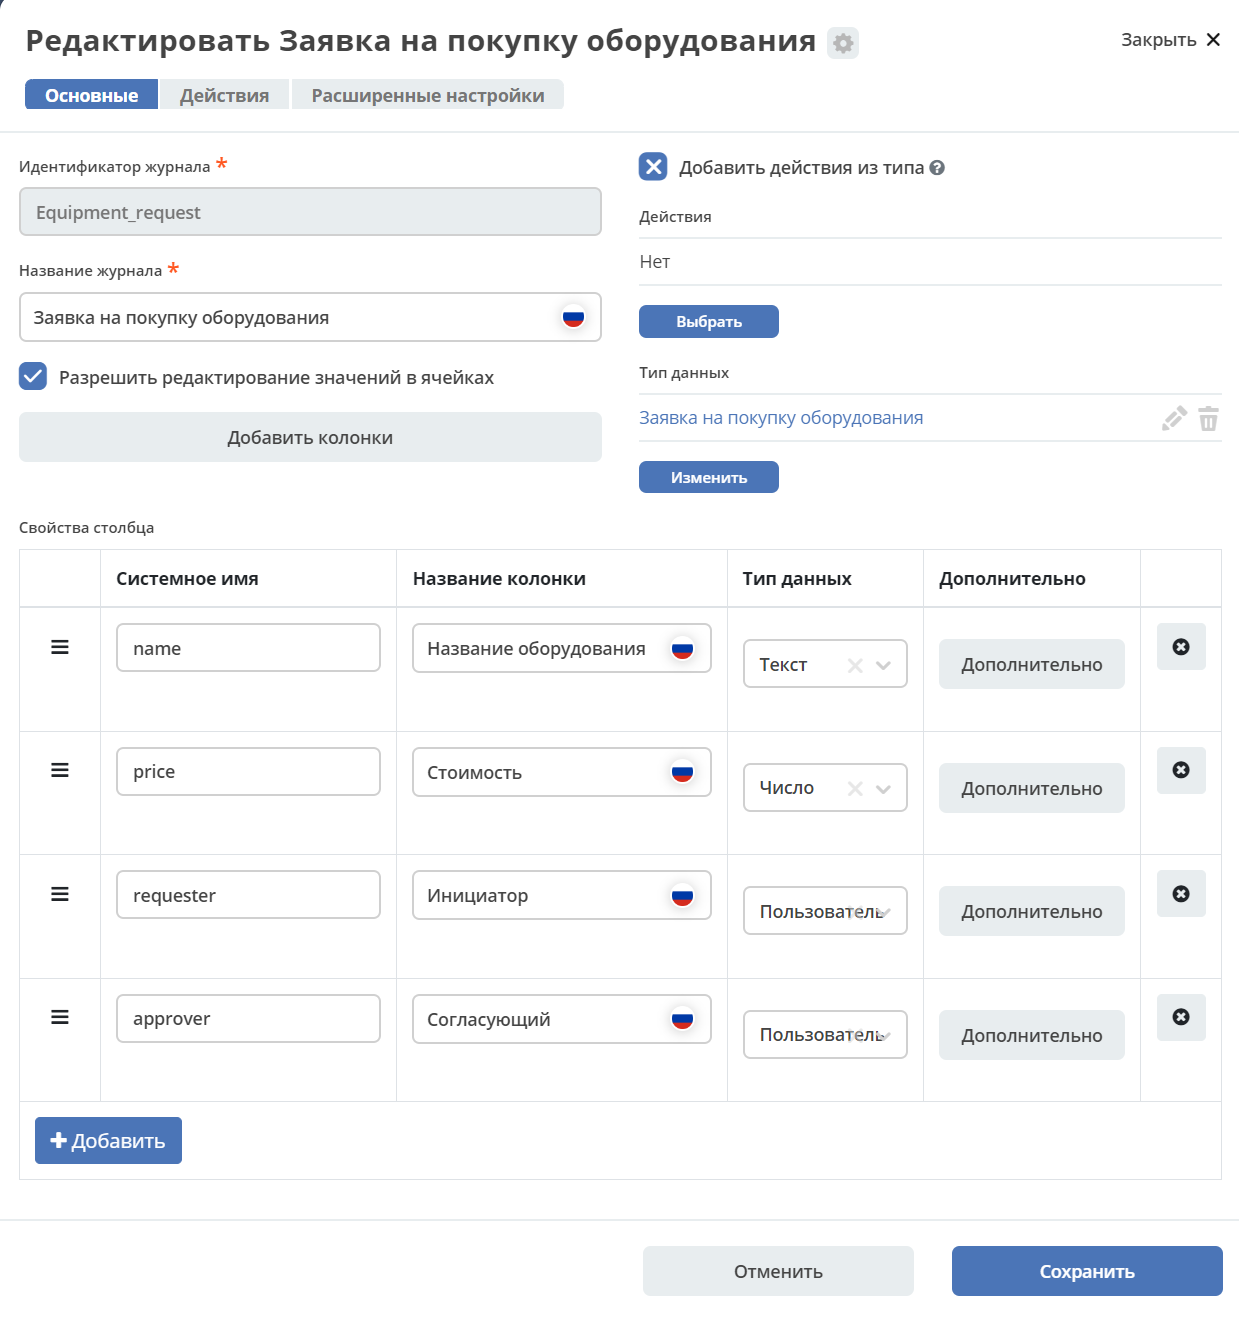 Редактировать Заявка на покупку оборудования
Закрыть
Основные Действия Расширенные настройки
Идентификатор журнала *
Equipment_request
Название журнала *
Заявка на покупку оборудования
Разрешить редактирование значений в ячейках
Добавить колонки
Добавить действия из типа
Действия
Нет
Выбрать
Тип данных
Заявка на покупку оборудования
Изменить
Свойства столбца
Системное имя Название колонки Тип данных Дополнительно
name Название оборудования Текст Дополнительно
price Стоимость Число Дополнительно
requester Инициатор Пользователь Дополнительно
approver Согласующий Пользователь Дополнительно
Добавить
Отменить Сохранить